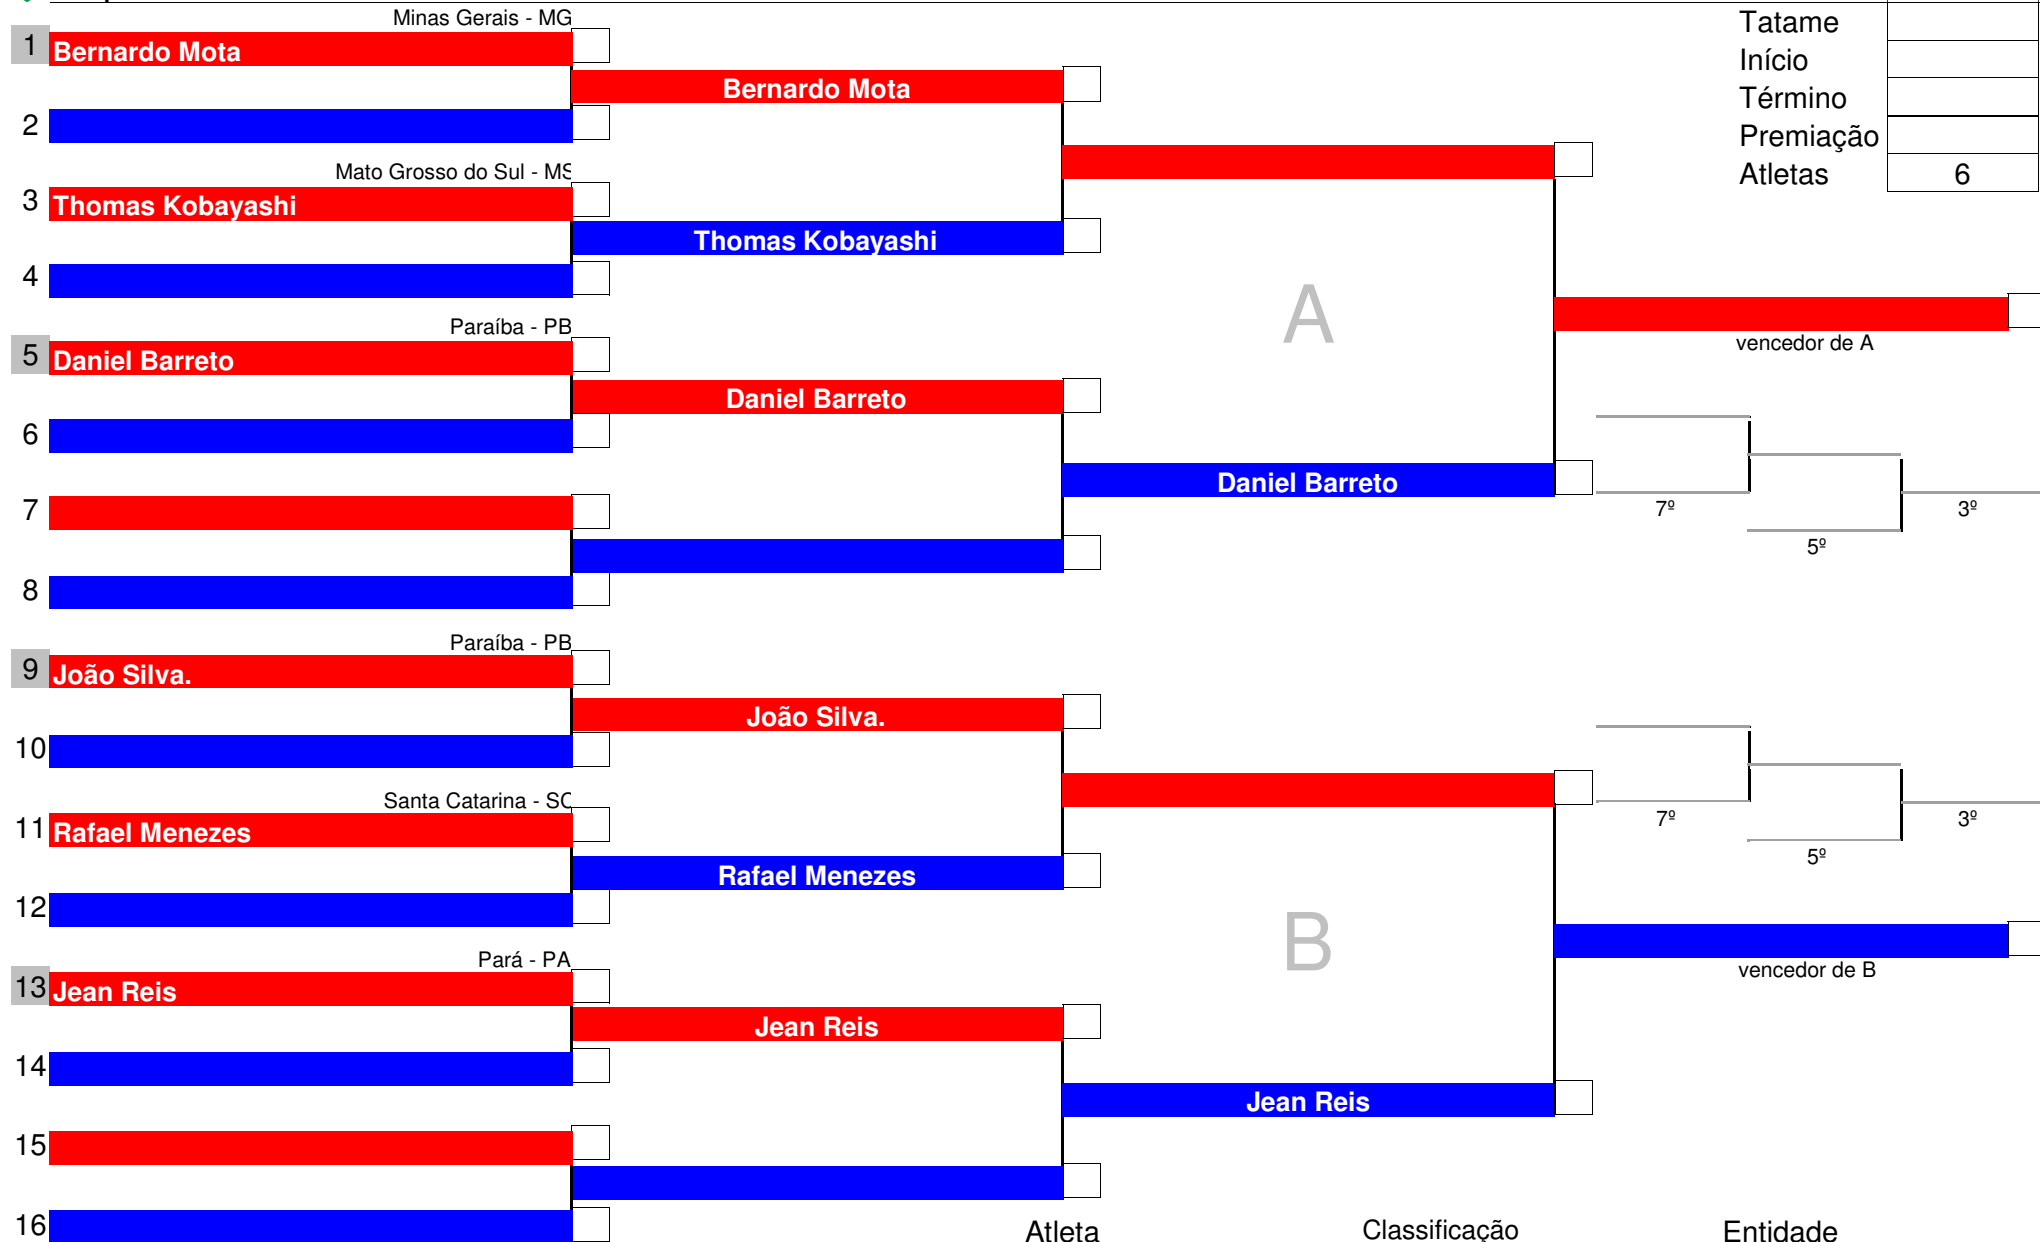 Minas Gerais - MG
Tatame
1 Bernardo Mota
Início
Bernardo Mota
Término
2
Premiação
Mato Grosso do Sul - MS
Atletas 6
3 Thomas Kobayashi
Thomas Kobayashi
4
A
Paraíba - PB
vencedor de A
5 Daniel Barreto
Daniel Barreto
6
Daniel Barreto
7
7º 3º
5º
8
Paraíba - PB
9 João Silva.
João Silva.
10
Santa Catarina - SC
7º 3º
11 Rafael Menezes
5º
Rafael Menezes
12
B
Pará - PA
vencedor de B
13 Jean Reis
Jean Reis
14
Jean Reis
15
16
Atleta Classificação Entidade